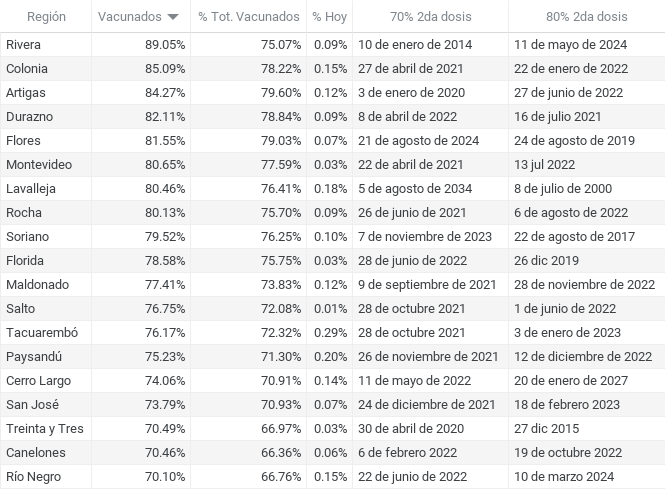 Región Vacunados % Tot. Vacunados % Hoy 70% 2da dosis 80% 2da dosis
Rivera 89.05% 75.07% 0.09% 10 de enero de 2014 11 de mayo de 2024
Colonia 85.09% 78.22% 0.15% 27 de abril de 2021 22 de enero de 2022
Artigas 84.27% 79.60% 0.12% 3 de enero de 2020 27 de junio de 2022
Durazno 82.11% 78.84% 0.09% 8 de abril de 2022 16 de julio 2021
Flores 81.55% 79.03% 0.07% 21 de agosto de 2024 24 de agosto de 2019
Montevideo 80.65% 77.59% 0.03% 22 de abril de 2021 13 jul 2022
Lavalleja 80.46% 76.41% 0.18% 5 de agosto de 2034 8 de julio de 2000
Rocha 80.13% 75.70% 0.09% 26 de junio de 2021 6 de agosto de 2022
Soriano 79.52% 76.25% 0.10% 7 de noviembre de 2023 22 de agosto de 2017
Florida 78.58% 75.75% 0.03% 28 de junio de 2022 26 dic 2019
Maldonado 77.41% 73.83% 0.12% 9 de septiembre de 2021 28 de noviembre de 2022
Salto 76.75% 72.08% 0.01% 28 de octubre 2021 1 de junio de 2022
Tacuarembó 76.17% 72.32% 0.29% 28 de octubre 2021 3 de enero de 2023
Paysandú 75.23% 71.30% 0.20% 26 de noviembre de 2021 12 de diciembre de 2022
Cerro Largo 74.06% 70.91% 0.14% 11 de mayo de 2022 20 de enero de 2027
San José 73.79% 70.93% 0.07% 24 de diciembre de 2021 18 de febrero 2023
Treinta y Tres 70.49% 66.97% 0.03% 30 de abril de 2020 27 dic 2015
Canelones 70.46% 66.36% 0.06% 6 de febrero de 2022 19 de octubre de 2022
Río Negro 70.10% 66.76% 0.15% 22 de junio de 2022 10 de marzo 2024